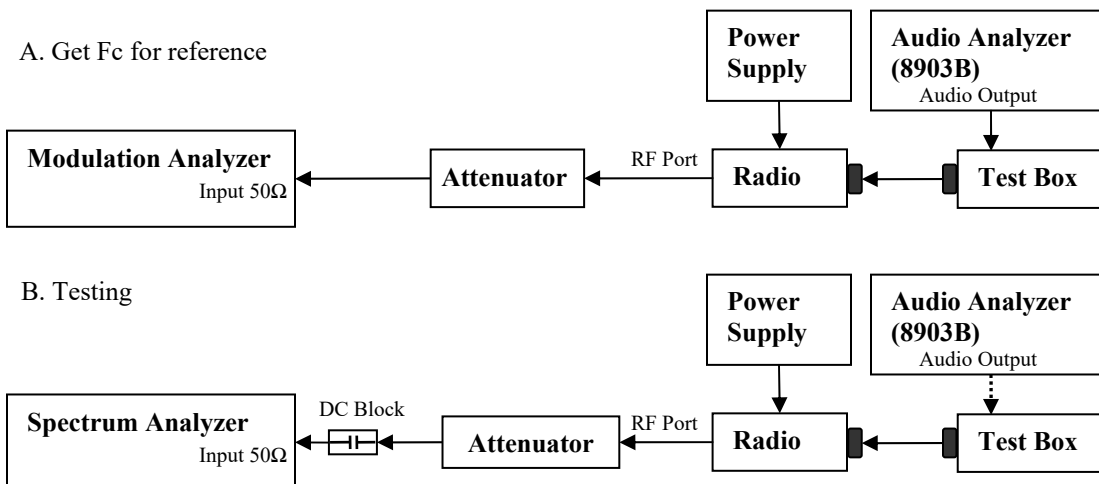 A. Get Fc for reference
Power
Supply
Audio Analyzer
(8903B)
Audio Output
Modulation Analyzer
Input 50Ω
Attenuator
RF Port
Radio
Test Box
B. Testing
Power
Supply
Audio Analyzer
(8903B)
Audio Output
Spectrum Analyzer
Input 50Ω
DC Block
Attenuator
RF Port
Radio
Test Box